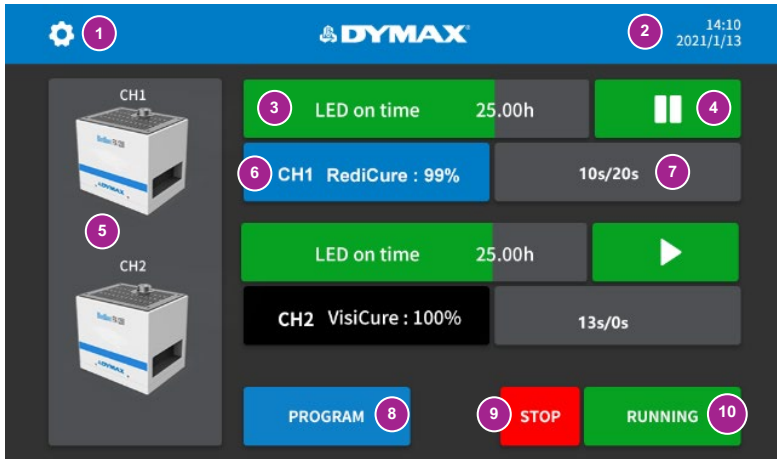 1
DYMAX
2
14:10
2021/1/13
CH1
3
LED on time 25.00h
4
DYMAX
6
CH1 RediCure : 99%
10s/20s
7
5
CH2
LED on time 25.00h
CH2 VisiCure : 100%
13s/0s
DYMAX
PROGRAM
8
9
STOP
RUNNING
10